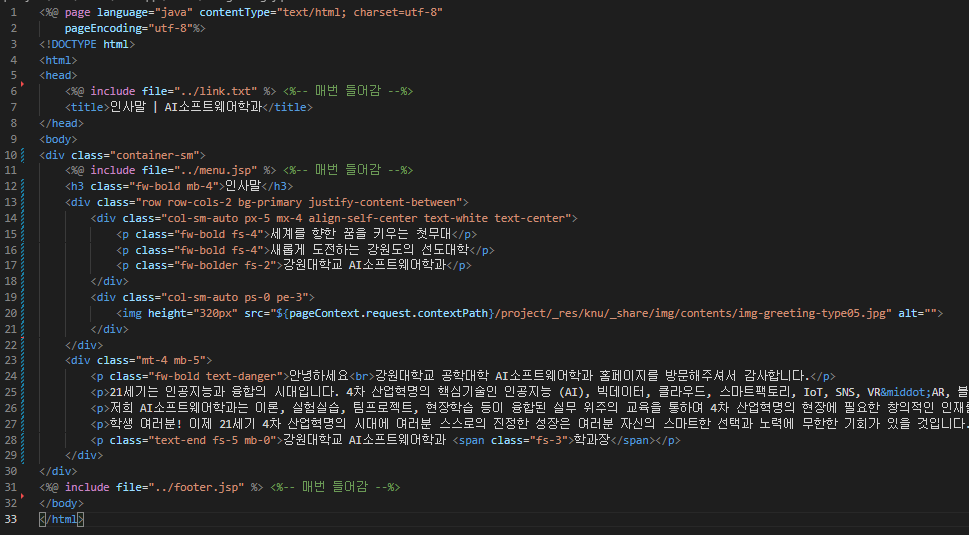 1 <%@ page language="java" contentType="text/html; charset=utf-8"
2 pageEncoding="utf-8"%>
3 <!DOCTYPE html>
4 <html>
5 <head>
6 <%@ include file="../link.txt" %> <%-- 매번 들어감 --%>
7 <title>인사말 | AI소프트웨어학과</title>
8 </head>
9 <body>
10 <div class="container-sm">
11 <%@ include file="../menu.jsp" %> <%-- 매번 들어감 --%>
12 <h3 class="fw-bold mb-4">인사말</h3>
13 <div class="row row-cols-2 bg-primary justify-content-between">
14 <div class="col-sm-auto px-5 mx-4 align-self-center text-white text-center">
15 <p class="fw-bold fs-4">세계를 향한 꿈을 키우는 첫무대</p>
16 <p class="fw-bold fs-4">새롭게 도전하는 강원도의 선도대학</p>
17 <p class="fw-bolder fs-2">강원대학교 AI소프트웨어학과</p>
18 </div>
19 <div class="col-sm-auto ps-0 pe-3">
20 <img height="320px" src="${pageContext.request.contextPath}/project/_res/knu/_share/img/contents/img-greeting-type05.jpg" alt="">
21 </div>
22 </div>
23 <div class="mt-4 mb-5">
24 <p class="fw-bold text-danger">안녕하세요<br>강원대학교 공학대학 AI소프트웨어학과 홈페이지를 방문해주셔서 감사합니다.</p>
25 <p>21세기는 인공지능과 융합의 시대입니다. 4차 산업혁명의 핵심기술인 인공지능 (AI), 빅데이터, 클라우드, 스마트팩토리, IoT, SNS, VR&middot;AR, 블
26 <p>저희 AI소프트웨어학과는 이론, 실험실습, 팀프로젝트, 현장학습 등이 융합된 실무 위주의 교육을 통하여 4차 산업혁명의 현장에 필요한 창의적인 인재를
27 <p>학생 여러분! 이제 21세기 4차 산업혁명의 시대에 여러분 스스로의 진정한 성장은 여러분 자신의 스마트한 선택과 노력에 무한한 기회가 있을 것입니다.
28 <p class="text-end fs-5 mb-0">강원대학교 AI소프트웨어학과 <span class="fs-3">학과장</span></p>
29 </div>
30 </div>
31 <%@ include file="../footer.jsp" %> <%-- 매번 들어감 --%>
32 </body>
33 </html>